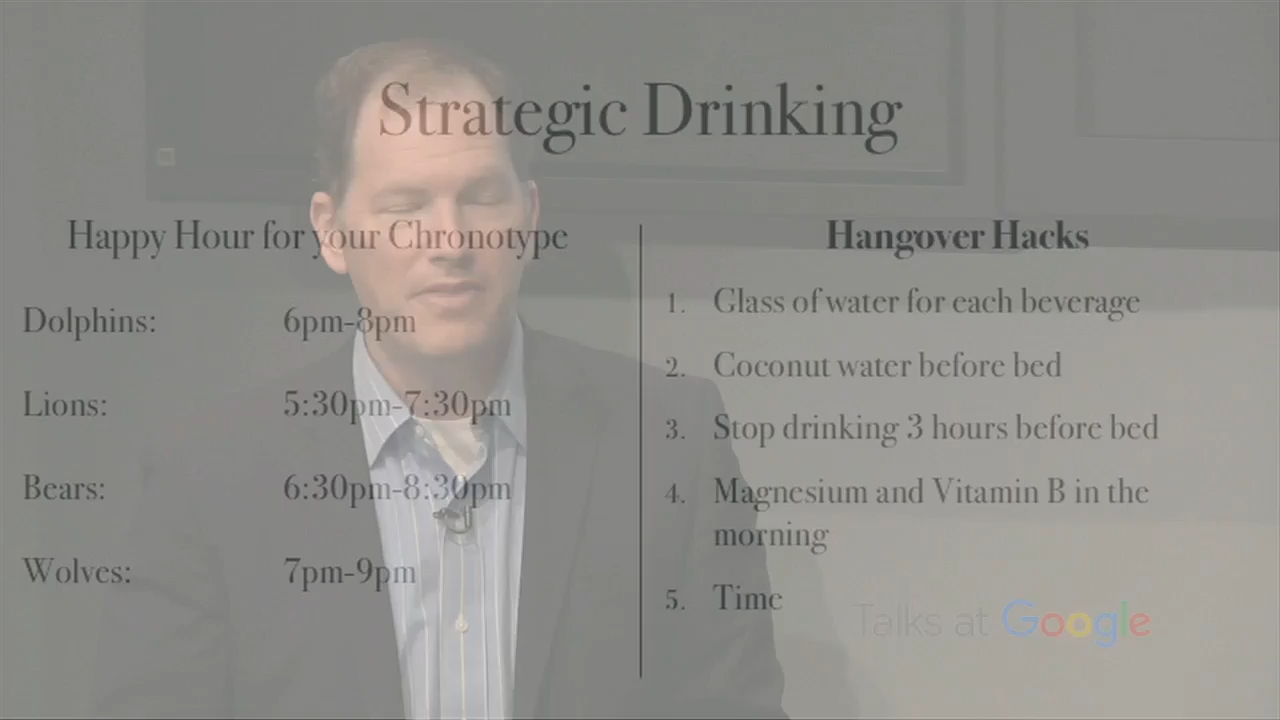 Strategic Drinking
Happy Hour for your Chronotype
Dolphins: 6pm-8pm
Lions: 5:30pm-7:30pm
Bears: 6:30pm-8:30pm
Wolves: 7pm-9pm
Hangover Hacks
1. Glass of water for each beverage
2. Coconut water before bed
3. Stop drinking 3 hours before bed
4. Magnesium and Vitamin B in the
morning
5. Time
Talks at Google